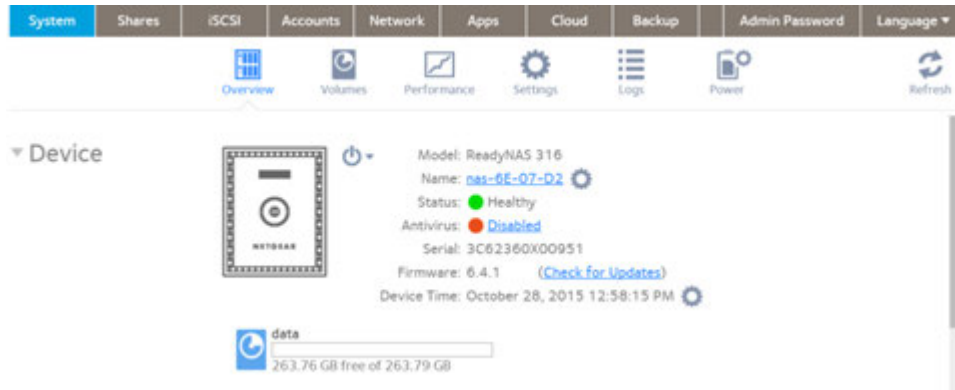 System Shares iSCSI Accounts Network Apps Cloud Backup Admin Password Language
Overview Volumes Performance Settings Logs Power Refresh
Device
NETGEAR
Model: ReadyNAS 316
Name: nas-6E-07-D2
Status: Healthy
Antivirus: Disabled
Serial: 3C62360X00951
Firmware: 6.4.1 (Check for Updates)
Device Time: October 28, 2015 12:58:15 PM
data
263.76 GB free of 263.79 GB